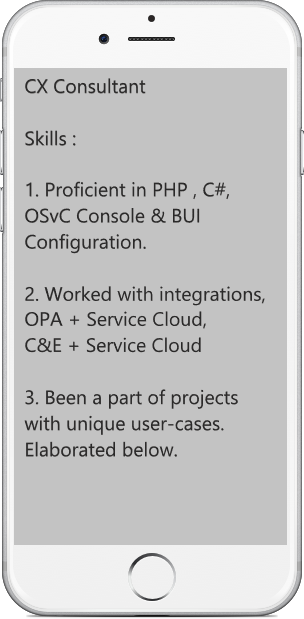 CX Consultant
Skills :
1. Proficient in PHP , C#,
OSvC Console & BUI
Configuration.
2. Worked with integrations,
OPA + Service Cloud,
C&E + Service Cloud
3. Been a part of projects
with unique user-cases.
Elaborated below.